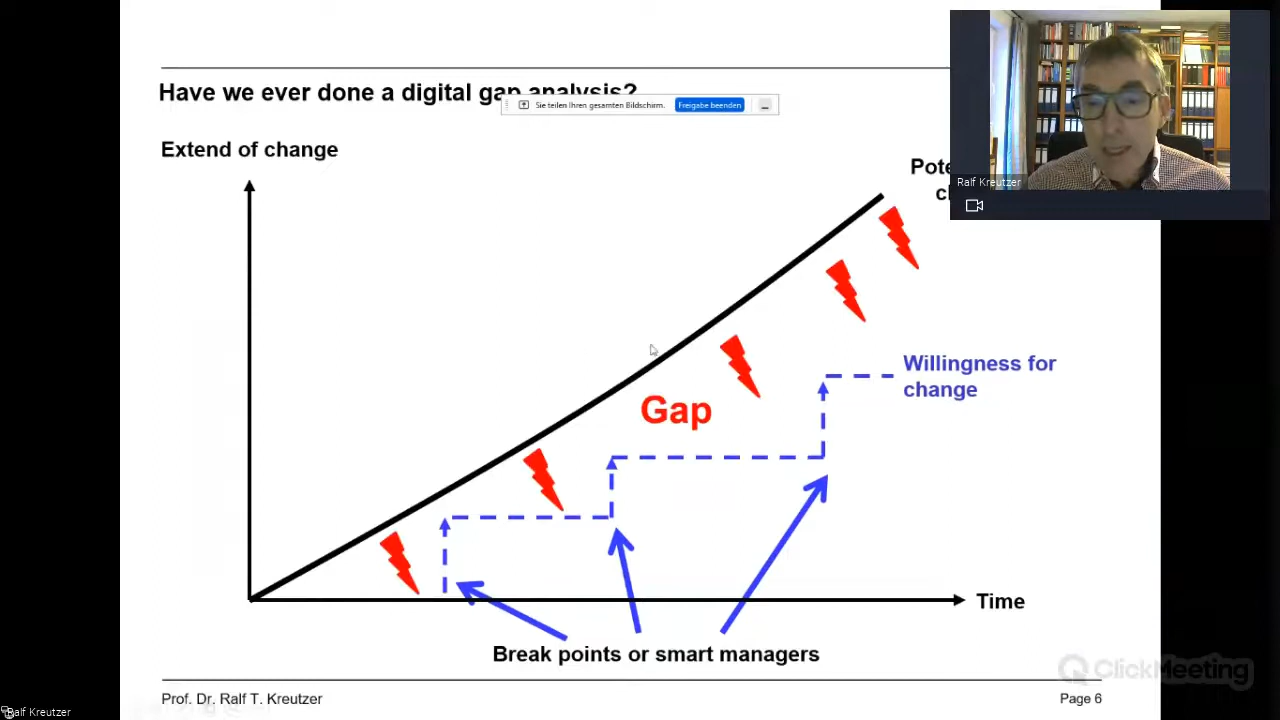 Have we ever done a digital gap analysis?
Sie teilen Ihren gesamten Bildschirm. Freigabe beenden
Extend of change
Ralf Kreutzer
Willingness for
change
Gap
Time
Break points or smart managers
ClickMeeting
Prof. Dr. Ralf T. Kreutzer
Page 6
Ralf Kreutzer